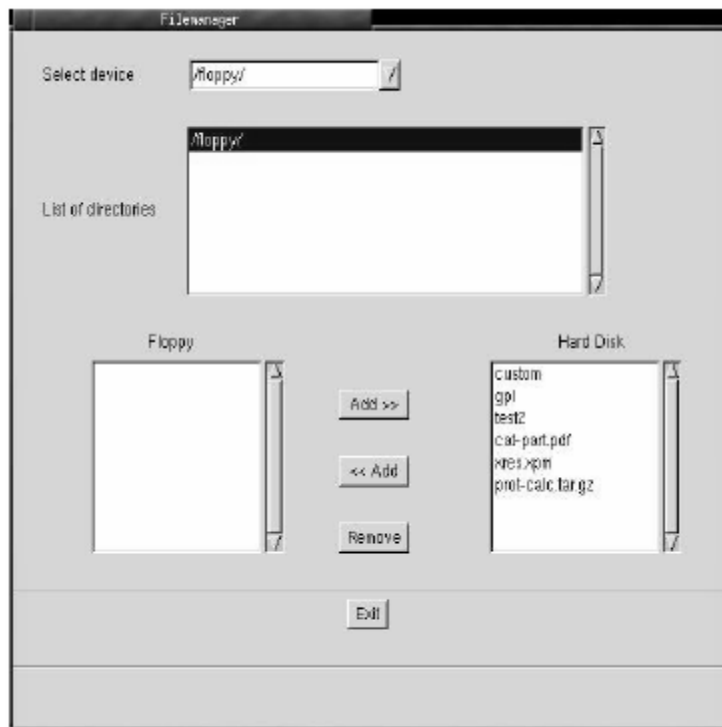 Filemanager
Select device
/floppy/
/floppy/
List of directories
Floppy
Hard Disk
custom
gpl
test2
cal-part.pdf
xres.xpm
prot-calc.tar.gz
Add >>
<< Add
Remove
Exit